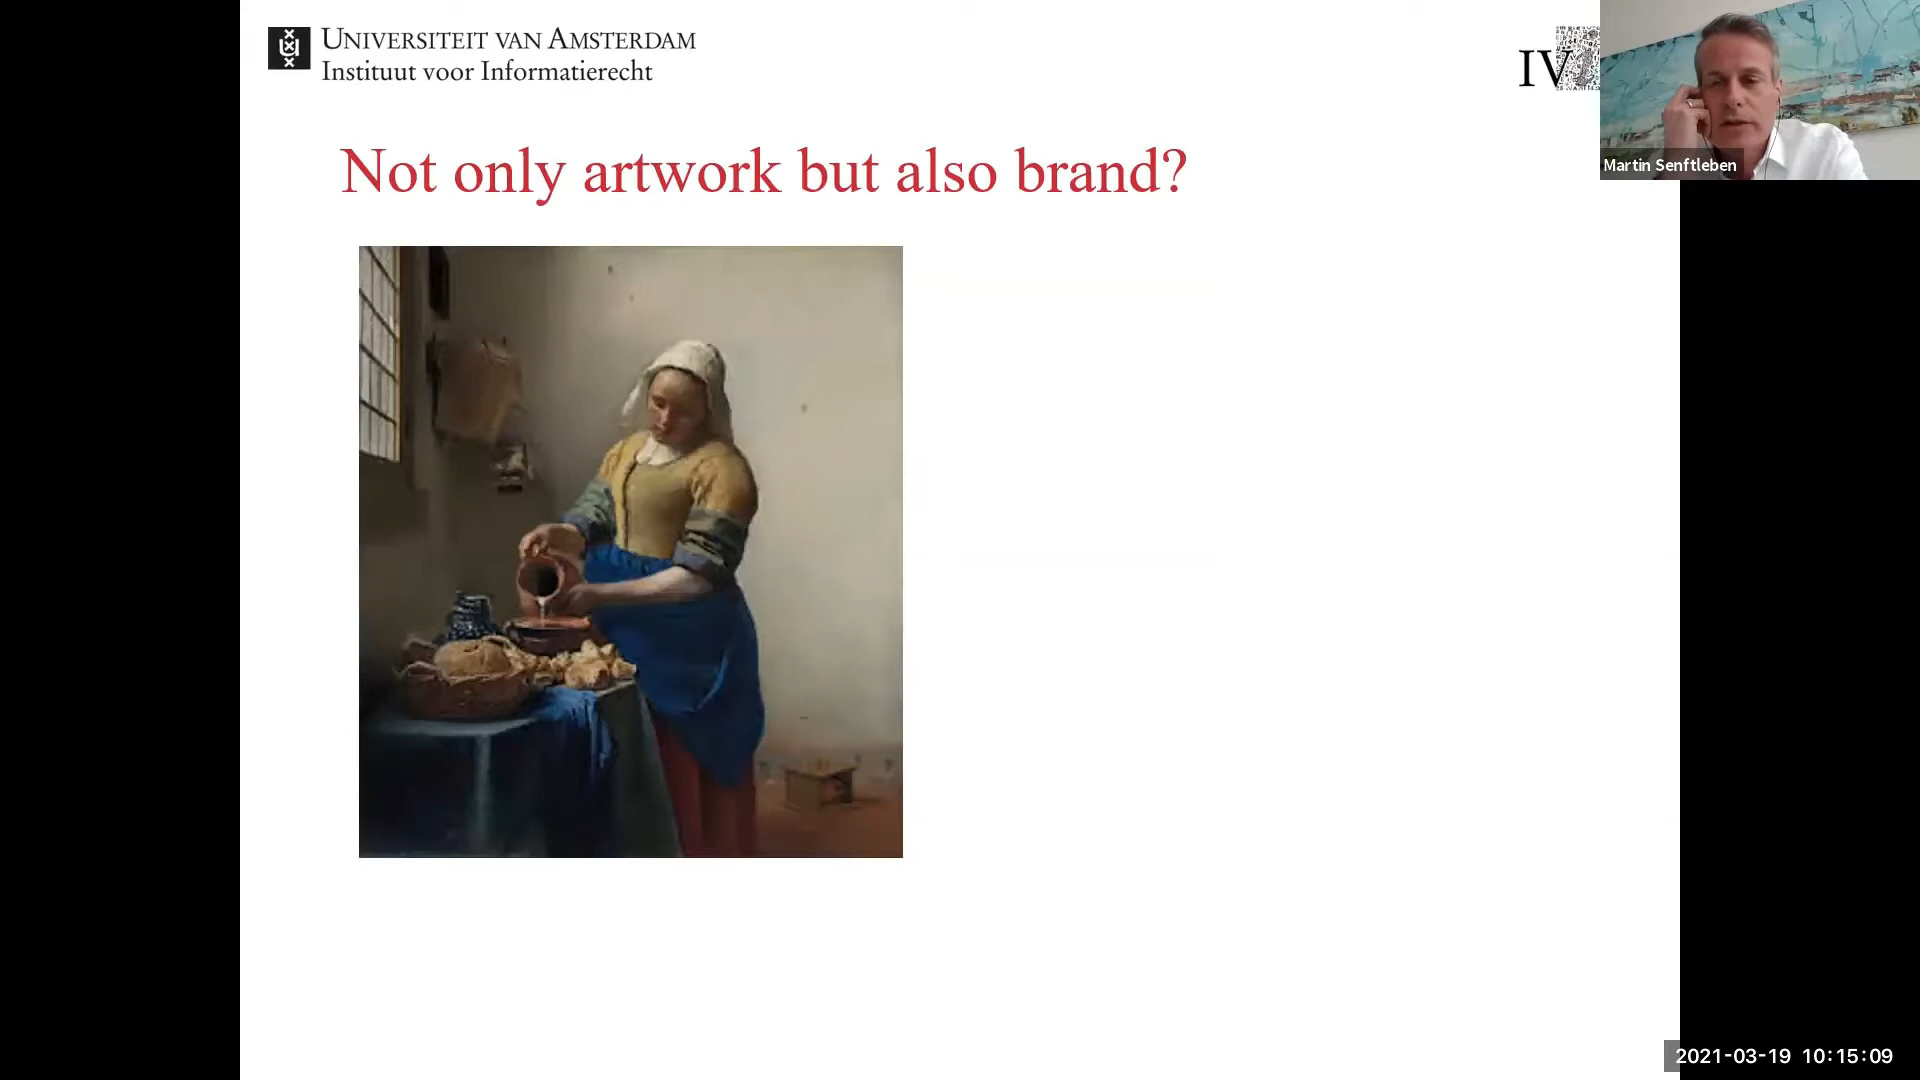 UNIVERSITEIT VAN AMSTERDAM
Instituut voor Informatierecht
IV
Martin Senftleben
Not only artwork but also brand?
2021-03-19 10:15:09